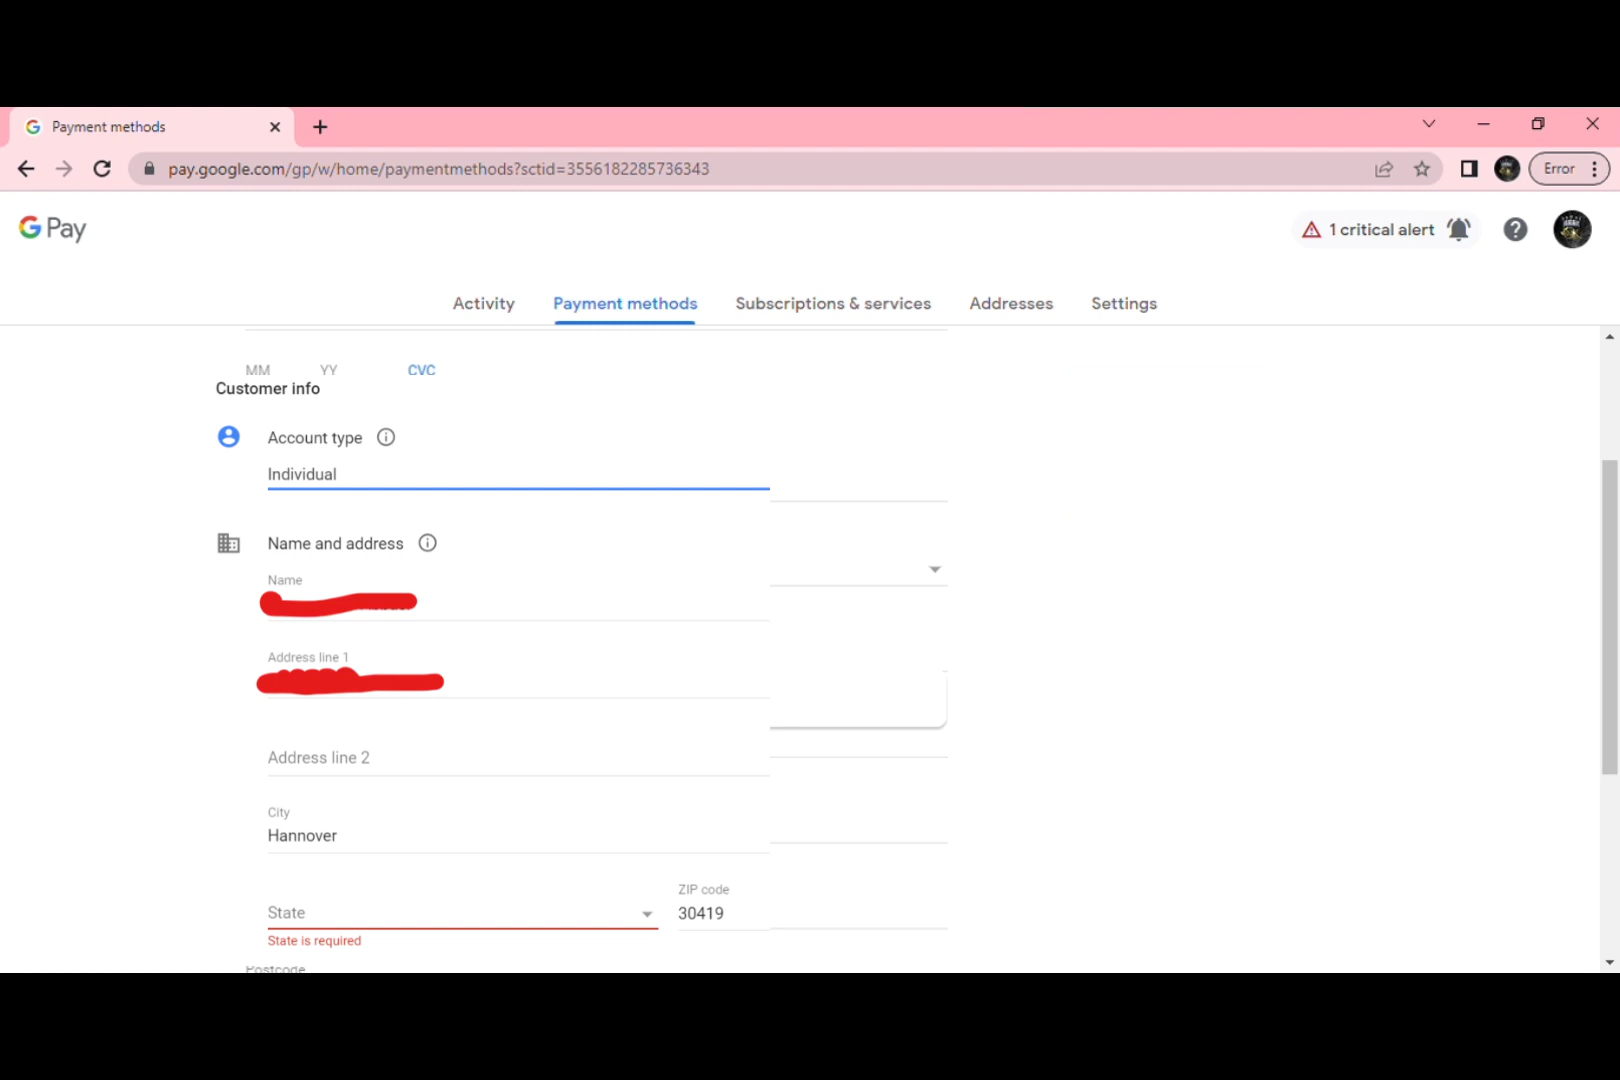 Payment methods
pay.google.com/gp/w/home/paymentmethods?sctid=3556182285736343
Error
G Pay
1 critical alert
Activity
Payment methods
Subscriptions & services
Addresses
Settings
MM YY CVC
Customer info
Account type
Individual
Name and address
Name
Address line 1
Address line 2
City
Hannover
ZIP code
State
30419
State is required
Postcode